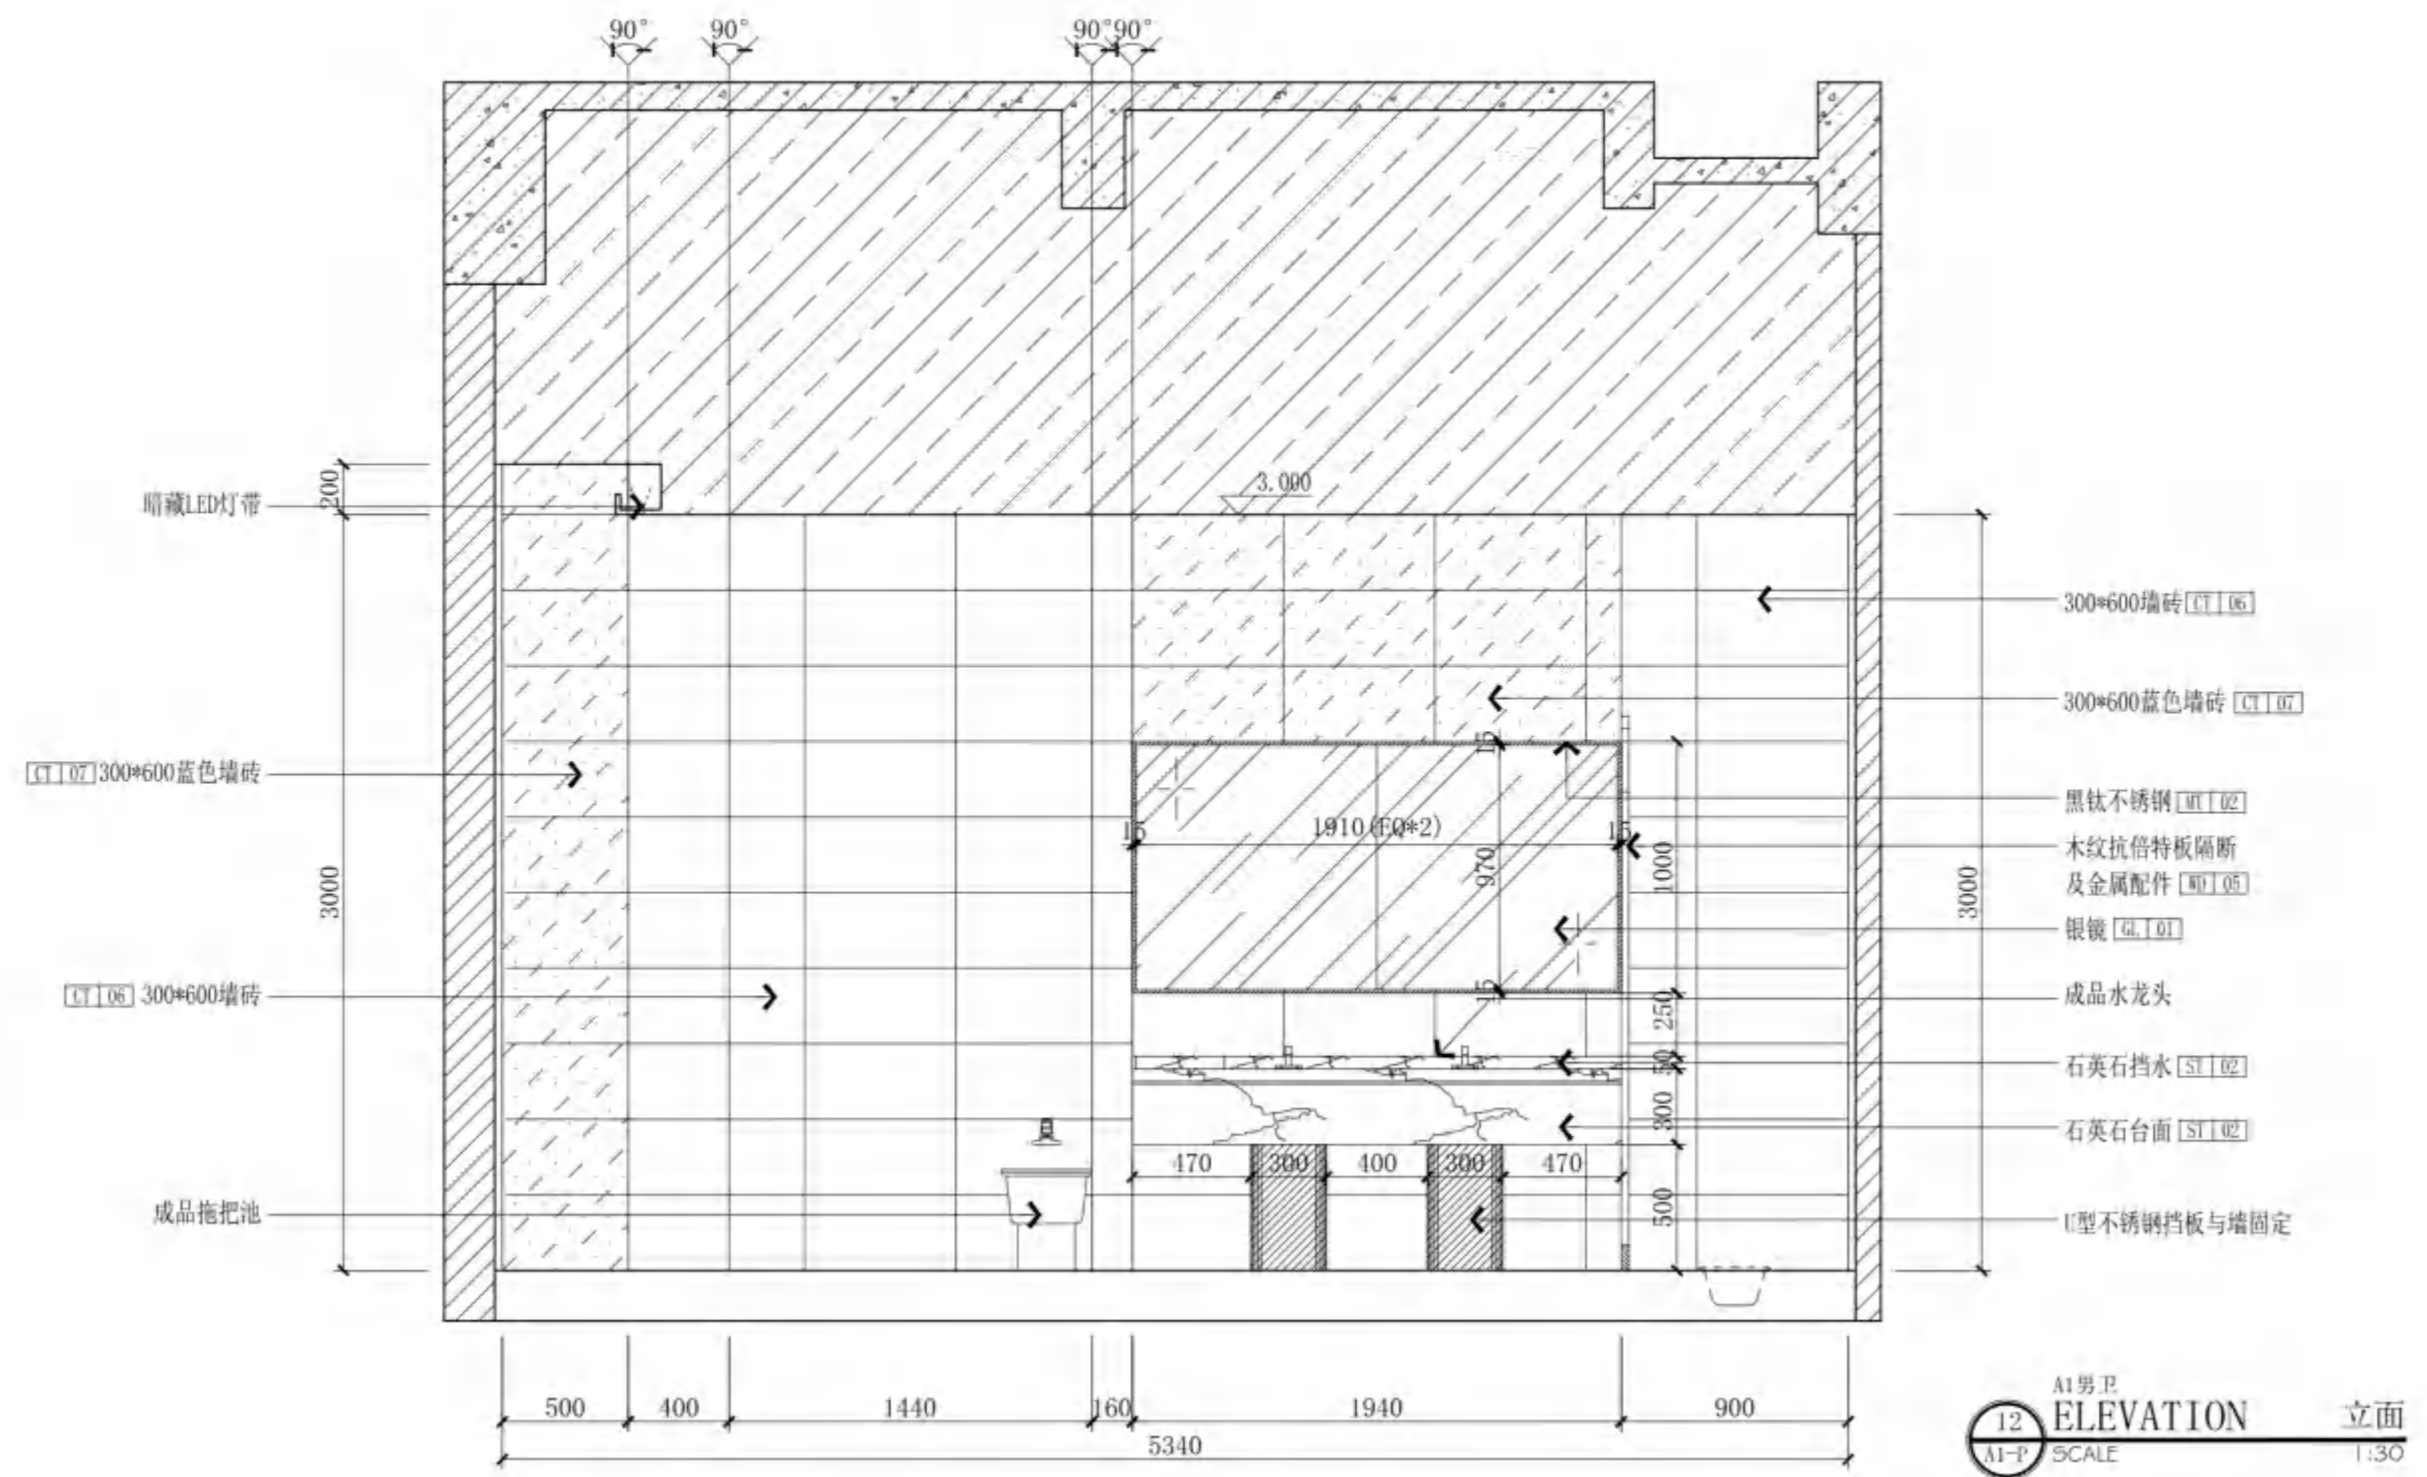 90°
90°
90°
90°
200
暗藏LED灯带
3.000
300*600墙砖 CT 06
300*600蓝色墙砖 CT 07
CT 07 300*600蓝色墙砖
15
黑钛不锈钢 MT 02
15
1910(EQ*2)
15
木纹抗倍特板隔断
及金属配件 WD 05
970
1000
3000
3000
银镜 GL 01
CT 06 300*600墙砖
15
250
成品水龙头
50
石英石挡水 ST 02
300
石英石台面 ST 02
470
300
400
300
470
成品拖把池
500
U型不锈钢挡板与墙固定
500
400
1440
160
1940
900
5340
A1男卫
12
ELEVATION
立面
A1-P
SCALE
1:30